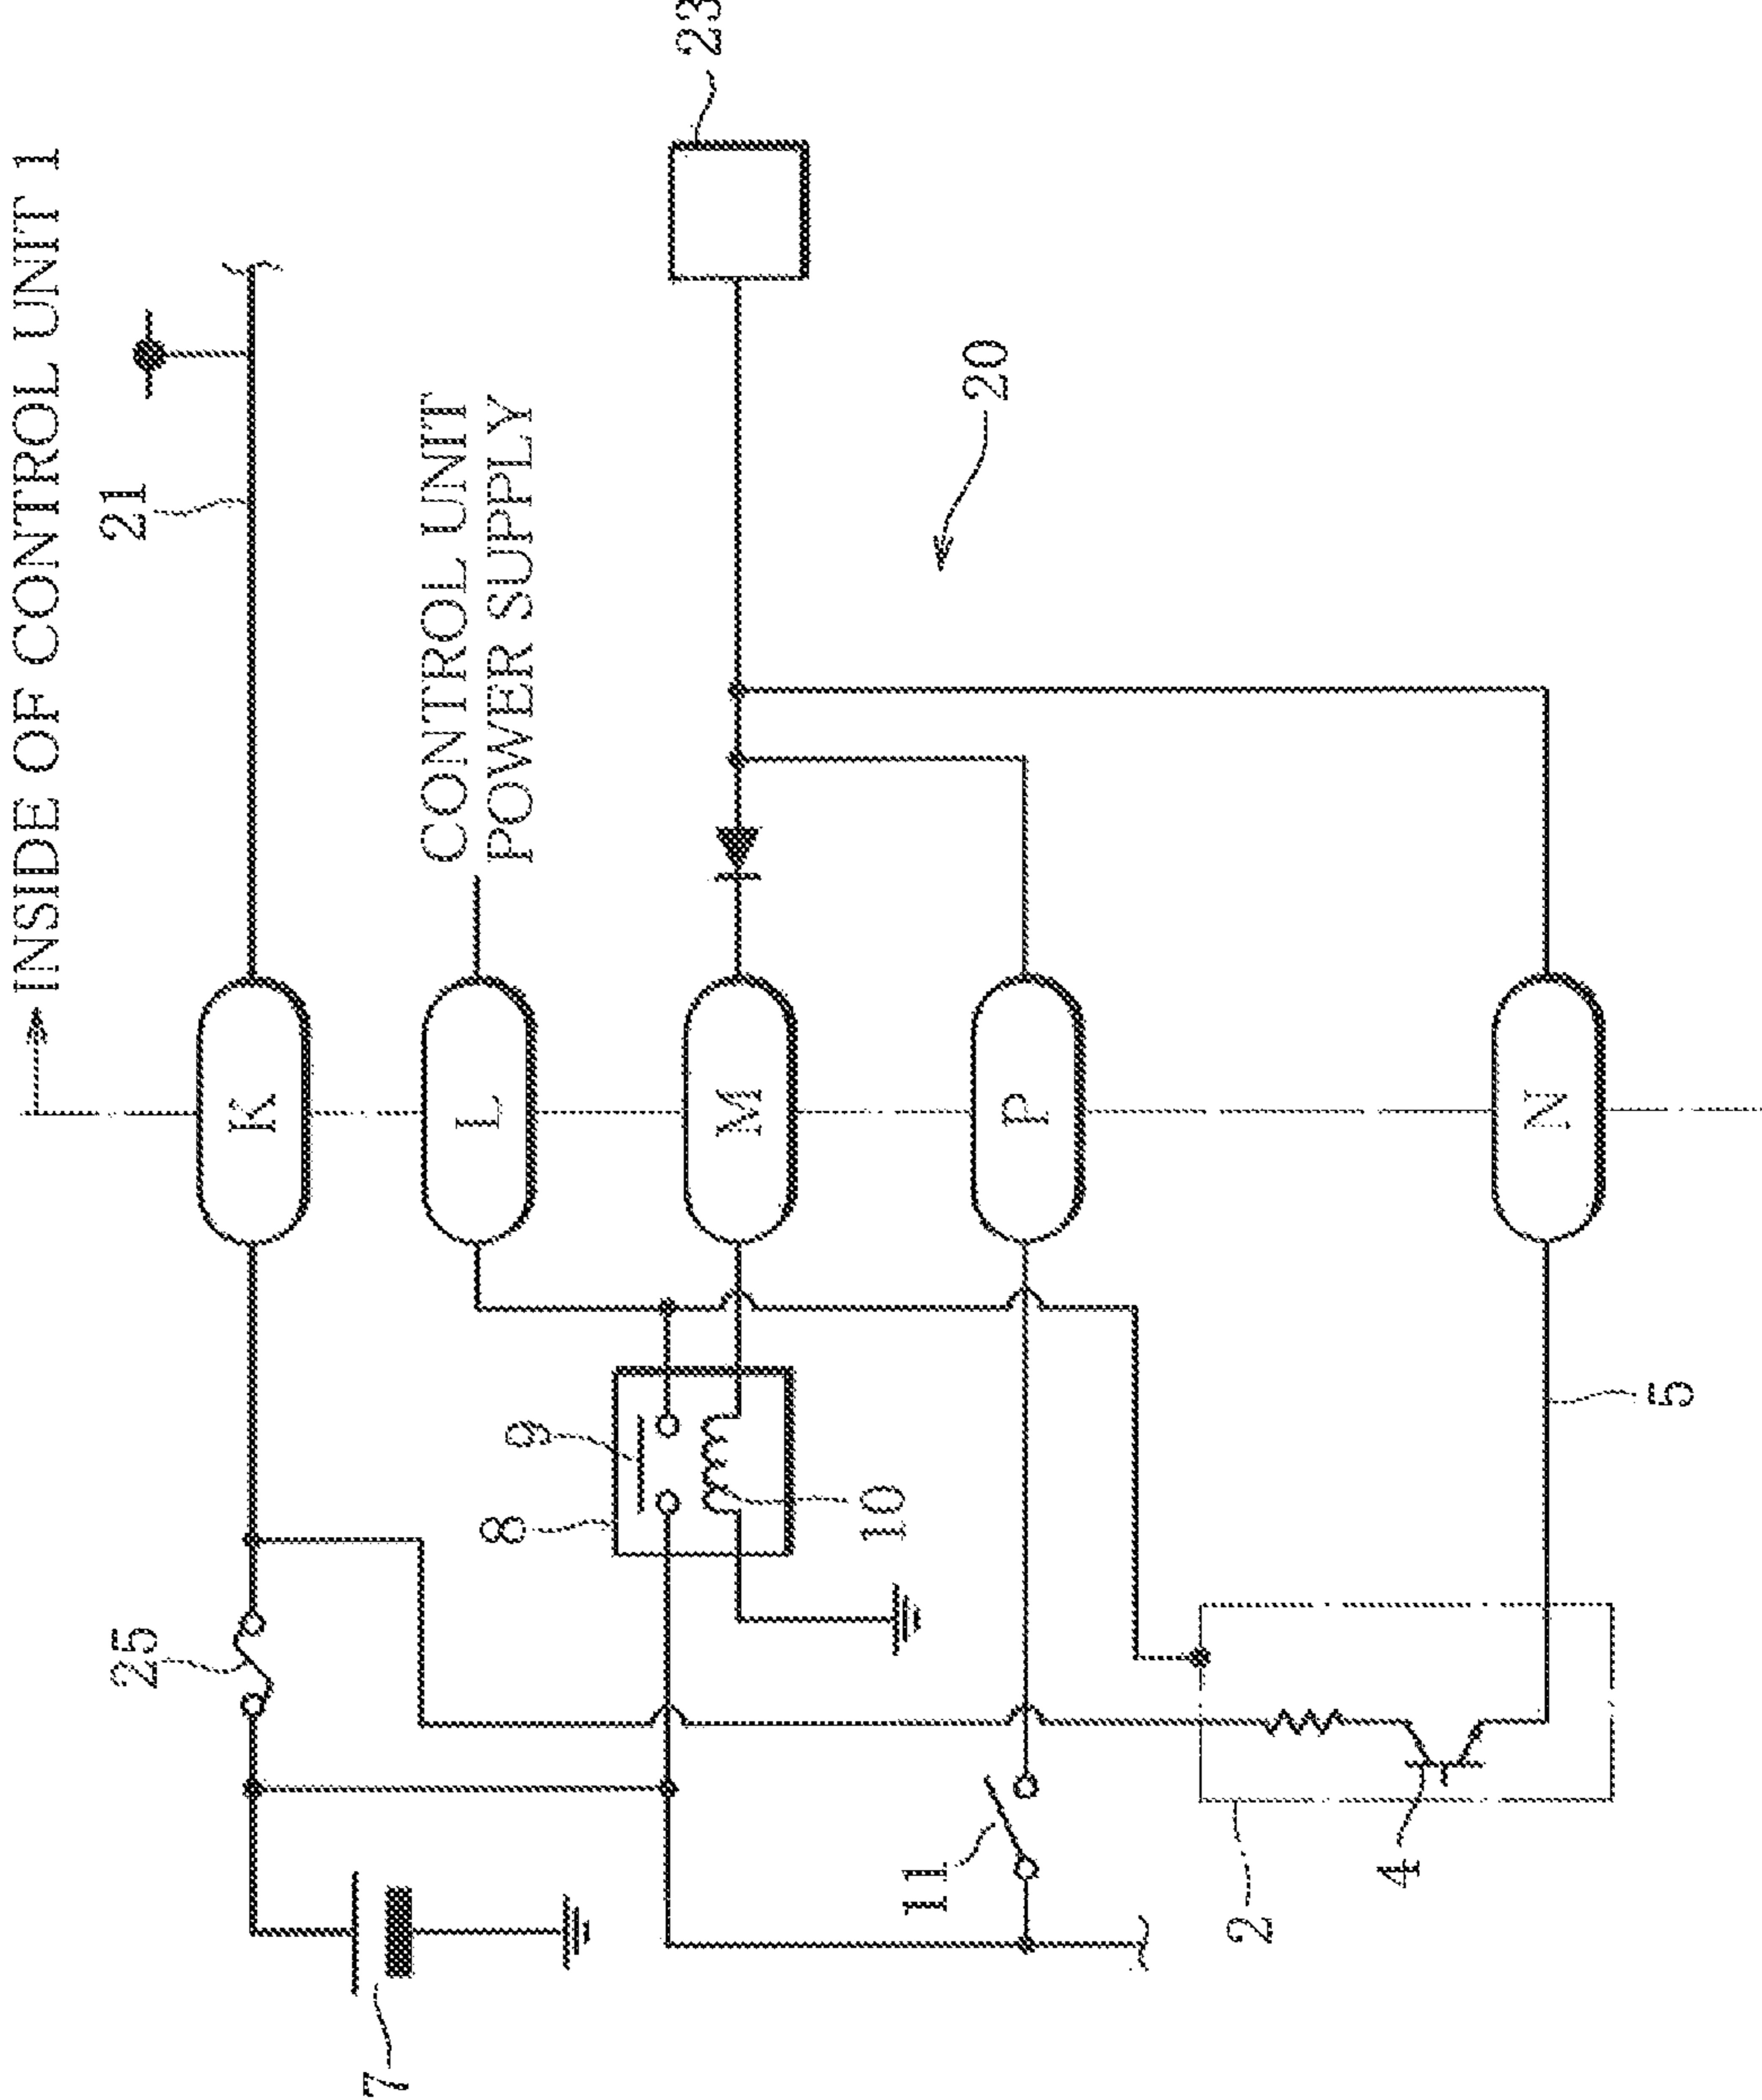 INSIDE OF CONTROL UNIT 1
21
23
CONTROL UNIT
POWER SUPPLY
20
K
L
M
P
N
9
8
10
5
25
11
7
2
4